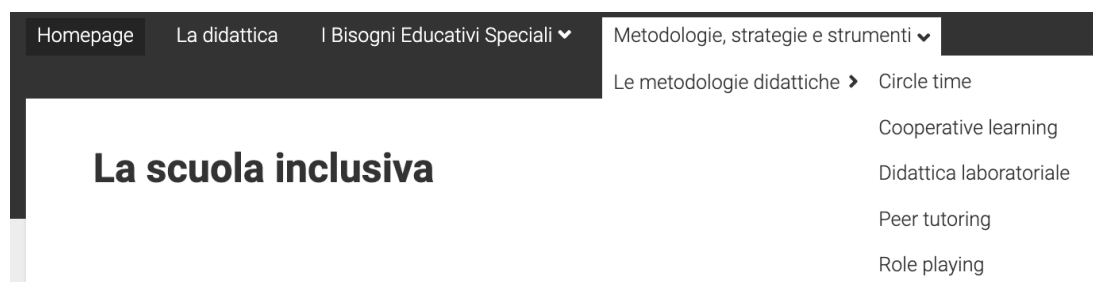 Homepage La didattica I Bisogni Educativi Speciali Metodologie, strategie e strumenti
Le metodologie didattiche Circle time
Cooperative learning
La scuola inclusiva
Didattica laboratoriale
Peer tutoring
Role playing